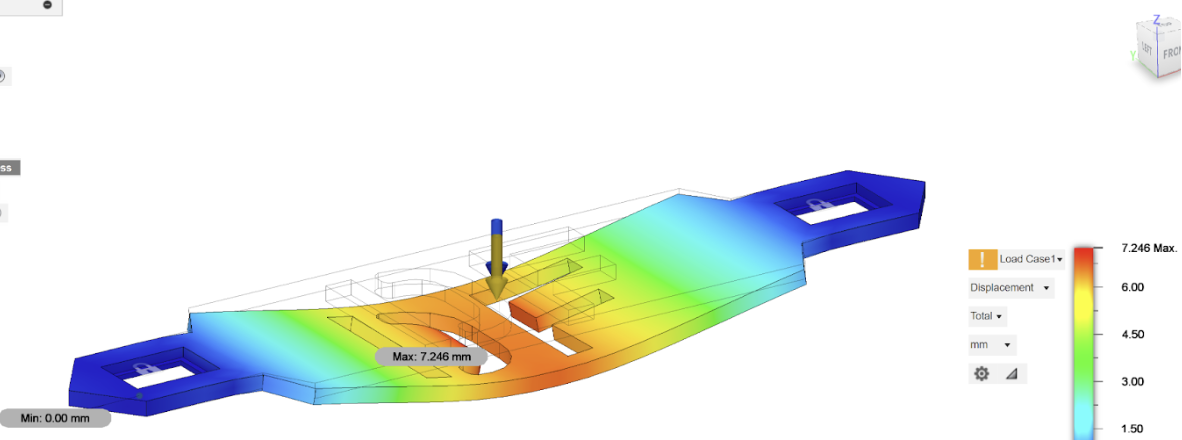 Z
Y
LEFT
FRON
ss
7.246 Max.
Load Case1
Displacement
6.00
Total
4.50
mm
Max: 7.246 mm
3.00
Min: 0.00 mm
1.50